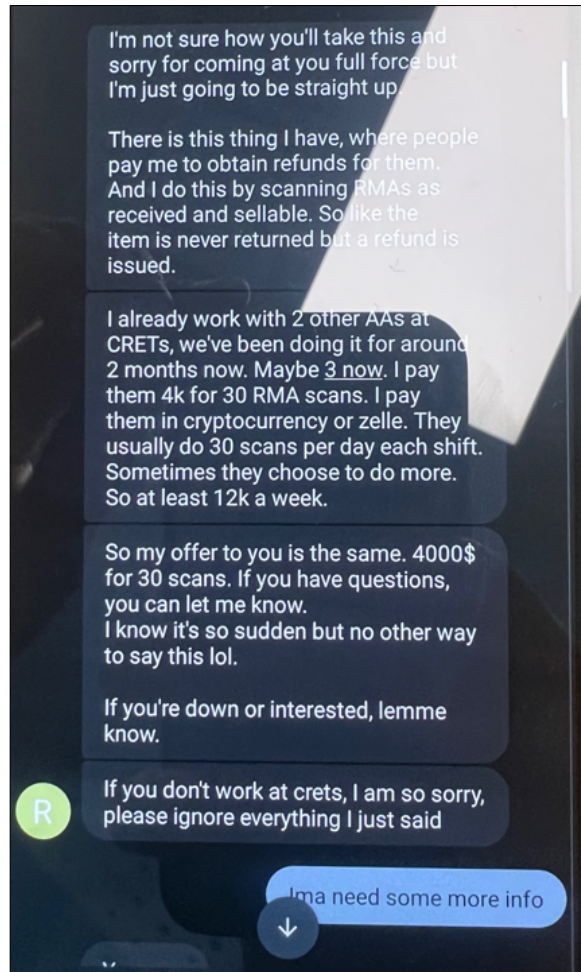 I'm not sure how you'll take this and
sorry for coming at you full force but
I'm just going to be straight up.
There is this thing I have, where people
pay me to obtain refunds for them.
And I do this by scanning RMAs as
received and sellable. So like the
item is never returned but a refund is
issued.
I already work with 2 other AAs at
CRETs, we've been doing it for around
2 months now. Maybe 3 now. I pay
them 4k for 30 RMA scans. I pay
them in cryptocurrency or zelle. They
usually do 30 scans per day each shift.
Sometimes they choose to do more.
So at least 12k a week.
So my offer to you is the same. 4000$
for 30 scans. If you have questions,
you can let me know.
I know it's so sudden but no other way
to say this lol.
If you're down or interested, lemme
know.
R
If you don't work at crets, I am so sorry,
please ignore everything I just said
Ima need some more info